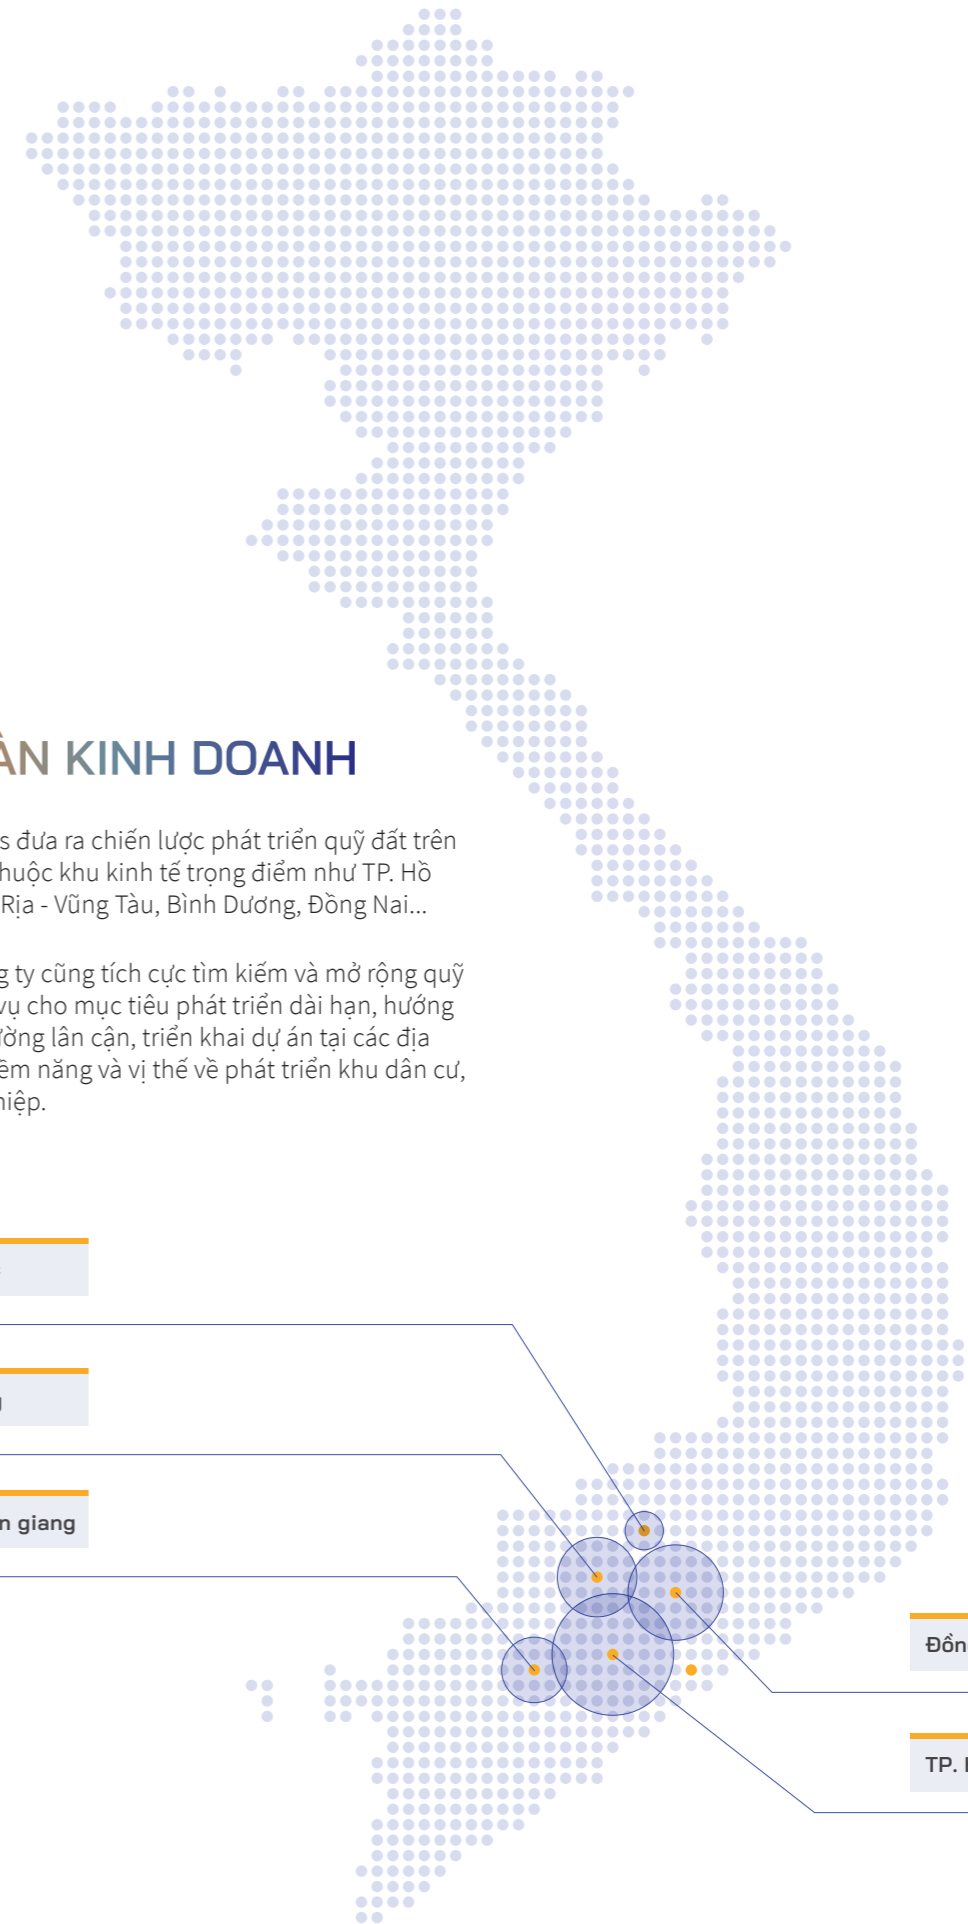 ÀN KINH DOANH
s đưa ra chiến lược phát triển quỹ đất trên
huộc khu kinh tế trọng điểm như TP. Hồ
Rịa - Vũng Tàu, Bình Dương, Đồng Nai...
g ty cũng tích cực tìm kiếm và mở rộng quỹ
vụ cho mục tiêu phát triển dài hạn, hướng
ường lân cận, triển khai dự án tại các địa
ềm năng và vị thế về phát triển khu dân cư,
hiệp.
n giang
Đồn
TP.